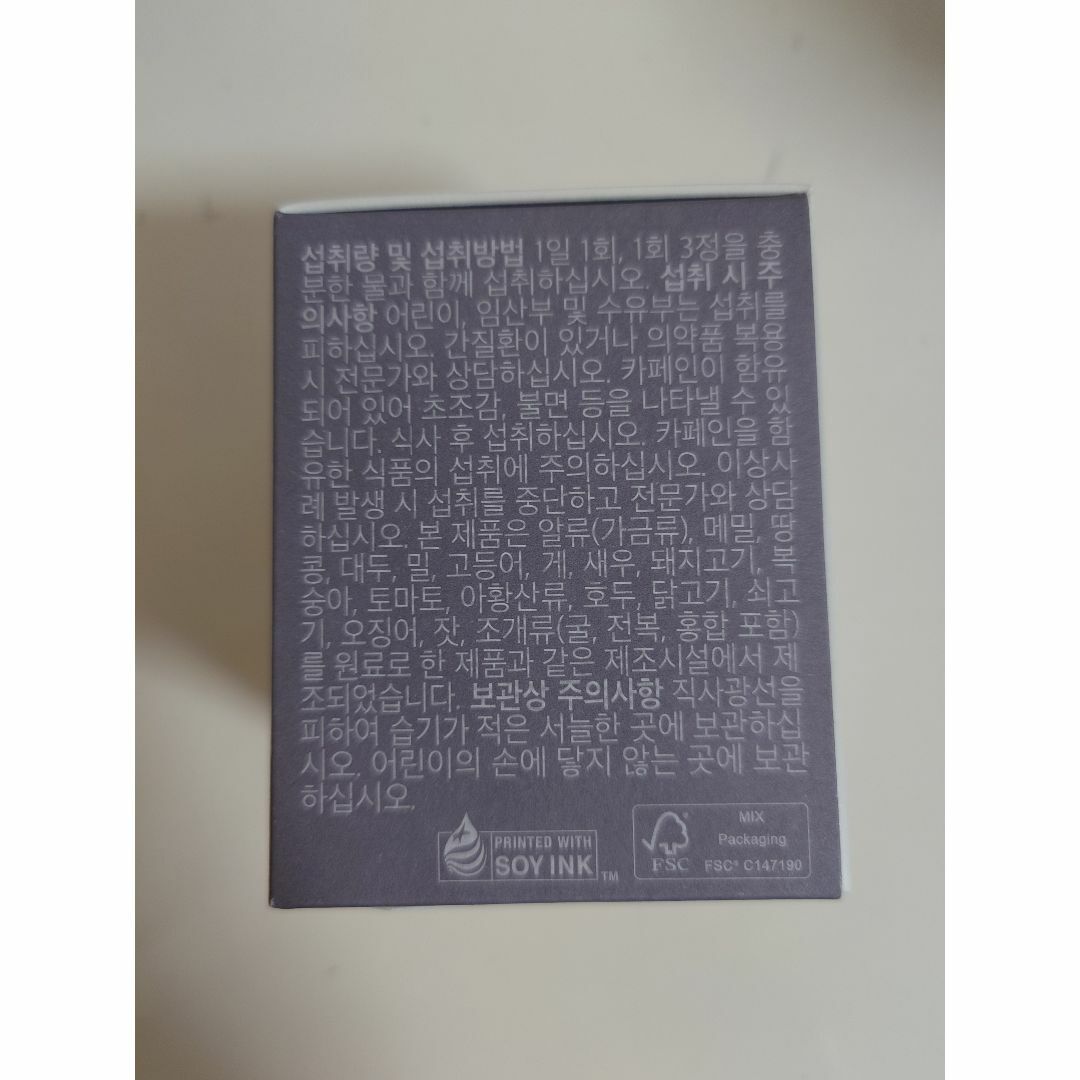 섭취량 및 섭취방법 1일 1회, 1회 3정을 충
분한 물과 함께 섭취하십시오. 섭취 시 주
의사항 어린이, 임산부 및 수유부는 섭취를
피하십시오. 간질환이 있거나 의약품 복용
시 전문가와 상담하십시오. 카페인이 함유
되어 있어 초조감, 불면 등을 나타낼 수 있
습니다. 식사 후 섭취하십시오. 카페인을 함
유한 식품의 섭취에 주의하십시오. 이상사
례 발생 시 섭취를 중단하고 전문가와 상담
하십시오. 본 제품은 알류(가금류), 메밀, 땅
콩, 대두, 밀, 고등어, 게, 새우, 돼지고기, 복
숭아, 토마토, 아황산류, 호두, 닭고기, 쇠고
기, 오징어, 잣, 조개류(굴, 전복, 홍합 포함)
를 원료로 한 제품과 같은 제조시설에서 제
조되었습니다. 보관상 주의사항 직사광선을
피하여 습기가 적은 서늘한 곳에 보관하십
시오. 어린이의 손에 닿지 않는 곳에 보관
하십시오.
PRINTED WITH
SOY INK TM
FSC
MIX
Packaging
FSC® C147190